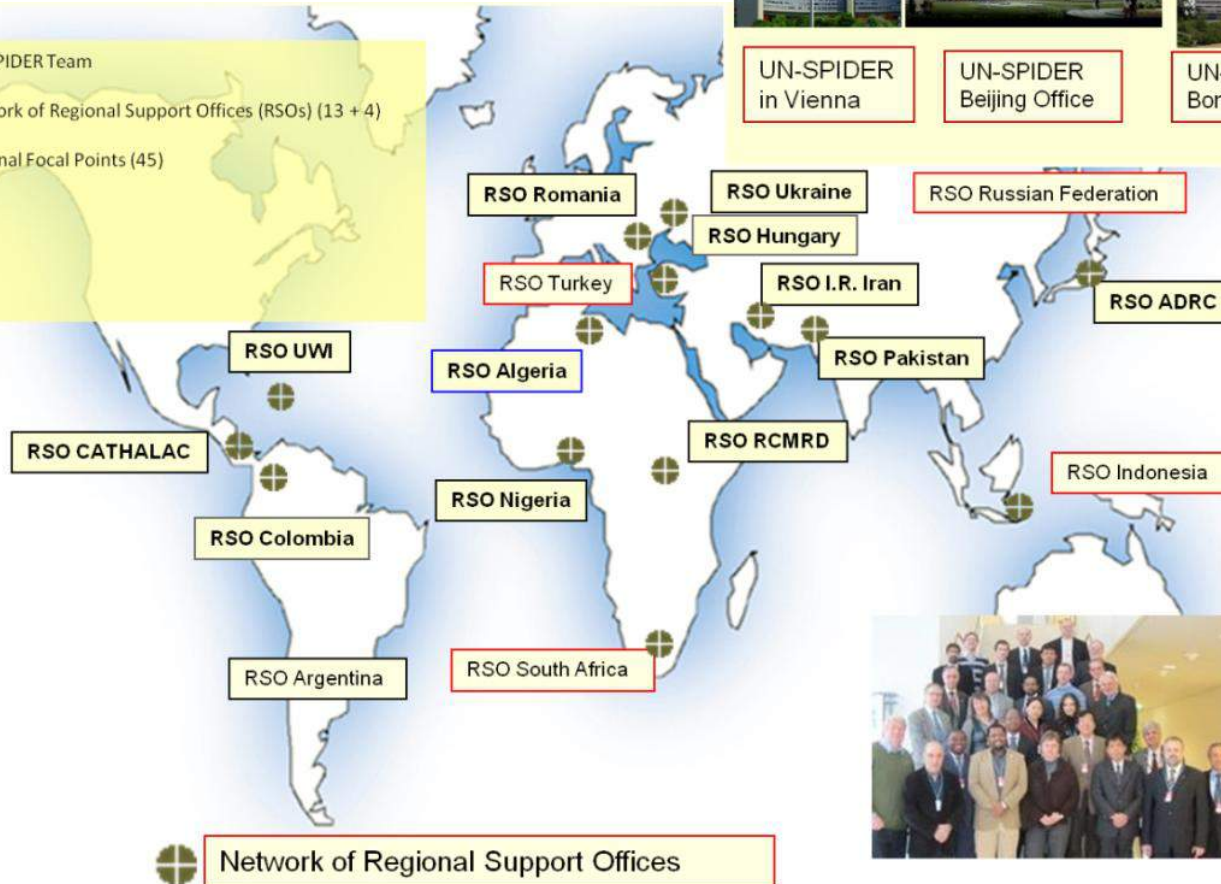 PIDER Team
ork of Regional Support Offices (RSOs) (13 + 4)
nal Focal Points (45)
UN-SPIDER
in Vienna
UN-SPIDER
Beijing Office
UN-
Bon
RSO Romania
RSO Ukraine
RSO Russian Federation
RSO Hungary
RSO Turkey
RSO I.R. Iran
RSO ADRC
RSO UWI
RSO Algeria
RSO Pakistan
RSO CATHALAC
RSO RCMRD
RSO Indonesia
RSO Nigeria
RSO Colombia
RSO Argentina
RSO South Africa
Network of Regional Support Offices